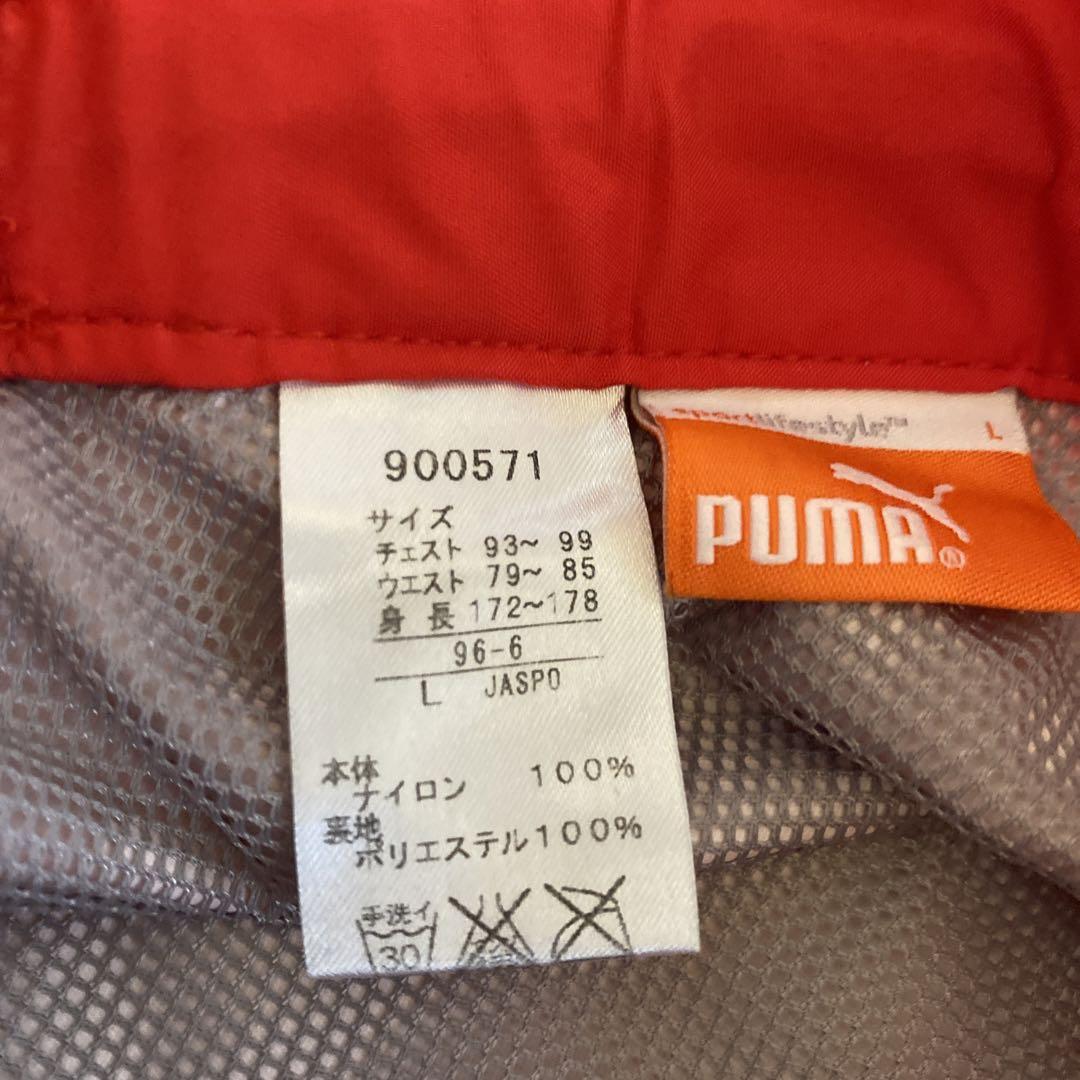 900571
サイズ
チェスト 93~ 99
ウエスト 79~ 85
身 長 172~178
96-6
L JASPO
本体
ナイロン 100%
裏地
ポリエステル100%
手洗イ
30
sportlifestyle™ L
PUMA®